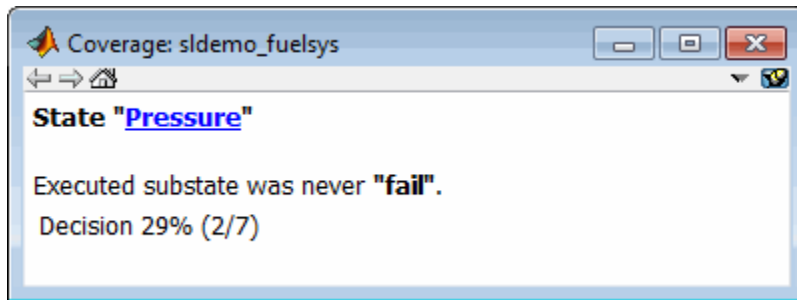 Coverage: sldemo_fuelsys
State "Pressure"
Executed substate was never "fail".
Decision 29% (2/7)